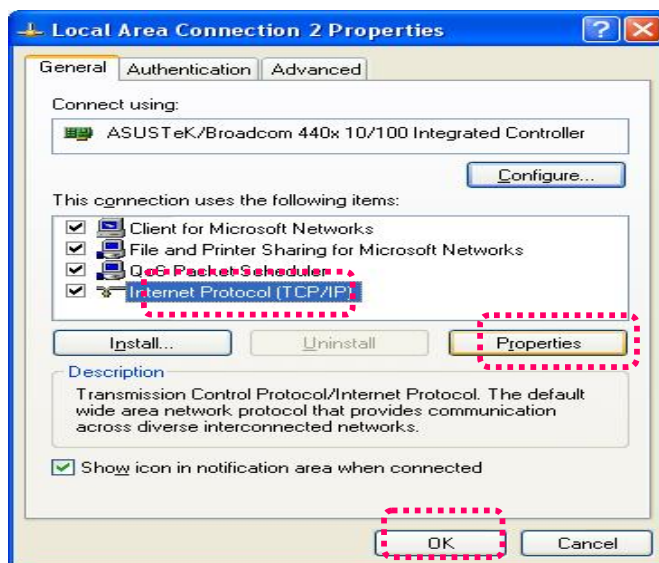 Local Area Connection 2 Properties
General Authentication Advanced
Connect using:
ASUSTeK/Broadcom 440x 10/100 Integrated Controller
Configure...
This connection uses the following items:
Client for Microsoft Networks
File and Printer Sharing for Microsoft Networks
QoS Packet Scheduler
Internet Protocol (TCP/IP)
Install... Uninstall Properties
Description
Transmission Control Protocol/Internet Protocol. The default
wide area network protocol that provides communication
across diverse interconnected networks.
Show icon in notification area when connected
OK Cancel